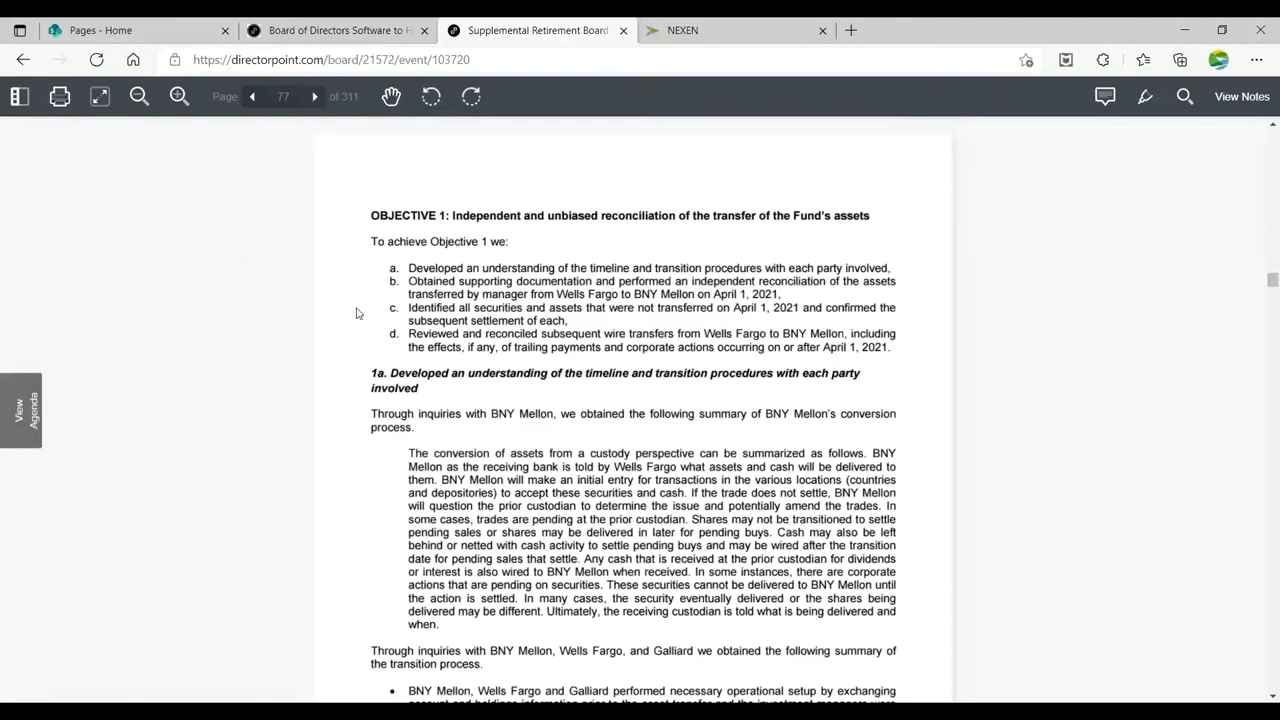 Pages - Home
Board of Directors Software to H
Supplemental Retirement Board
NEXEN
https://directorpoint.com/board/21572/event/103720
Page 77 of 311
View Notes
View Agenda
OBJECTIVE 1: Independent and unbiased reconciliation of the transfer of the Fund's assets
To achieve Objective 1 we:
a. Developed an understanding of the timeline and transition procedures with each party involved,
b. Obtained supporting documentation and performed an independent reconciliation of the assets
transferred by manager from Wells Fargo to BNY Mellon on April 1, 2021,
c. Identified all securities and assets that were not transferred on April 1, 2021 and confirmed the
subsequent settlement of each,
d. Reviewed and reconciled subsequent wire transfers from Wells Fargo to BNY Mellon, including
the effects, if any, of trailing payments and corporate actions occurring on or after April 1, 2021.
1a. Developed an understanding of the timeline and transition procedures with each party
involved
Through inquiries with BNY Mellon, we obtained the following summary of BNY Mellon's conversion
process.
The conversion of assets from a custody perspective can be summarized as follows. BNY
Mellon as the receiving bank is told by Wells Fargo what assets and cash will be delivered to
them. BNY Mellon will make an initial entry for transactions in the various locations (countries
and depositories) to accept these securities and cash. If the trade does not settle, BNY Mellon
will question the prior custodian to determine the issue and potentially amend the trades. In
some cases, trades are pending at the prior custodian. Shares may not be transitioned to settle
pending sales or shares may be delivered in later for pending buys. Cash may also be left
behind or netted with cash activity to settle pending buys and may be wired after the transition
date for pending sales that settle. Any cash that is received at the prior custodian for dividends
or interest is also wired to BNY Mellon when received. In some instances, there are corporate
actions that are pending on securities. These securities cannot be delivered to BNY Mellon until
the action is settled. In many cases, the security eventually delivered or the shares being
delivered may be different. Ultimately, the receiving custodian is told what is being delivered and
when.
Through inquiries with BNY Mellon, Wells Fargo, and Galliard we obtained the following summary of
the transition process.
• BNY Mellon, Wells Fargo and Galliard performed necessary operational setup by exchanging
account and holdings information prior to the asset transfer and the investment managers were